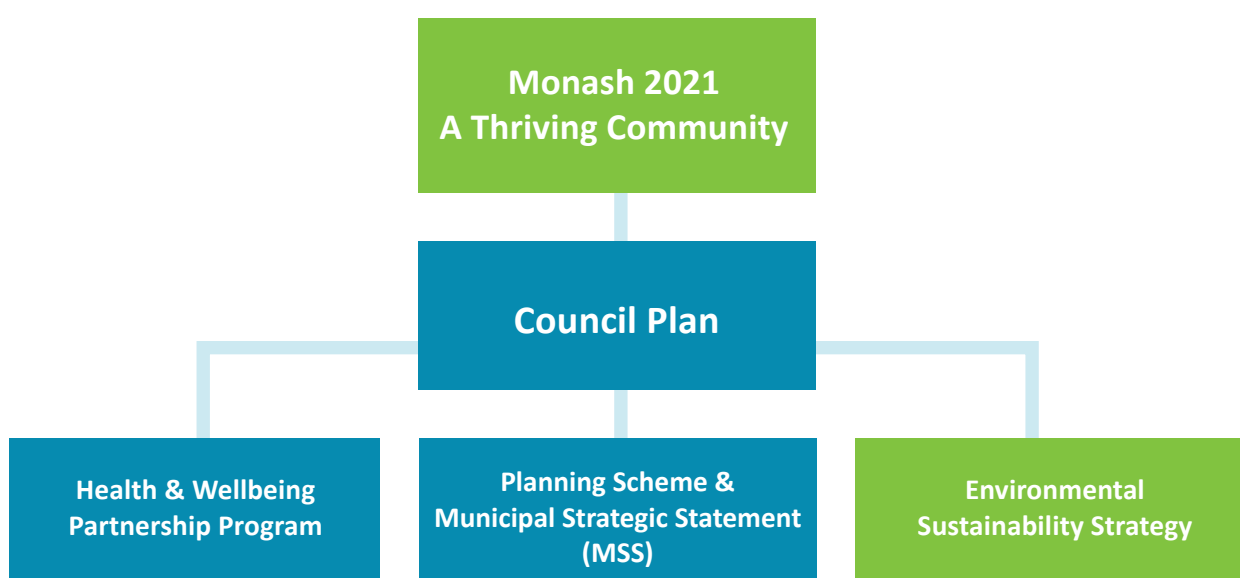 Monash 2021
A Thriving Community
Council Plan
Health & Wellbeing
Partnership Program
Planning Scheme &
Municipal Strategic Statement
(MSS)
Environmental
Sustainability Strategy